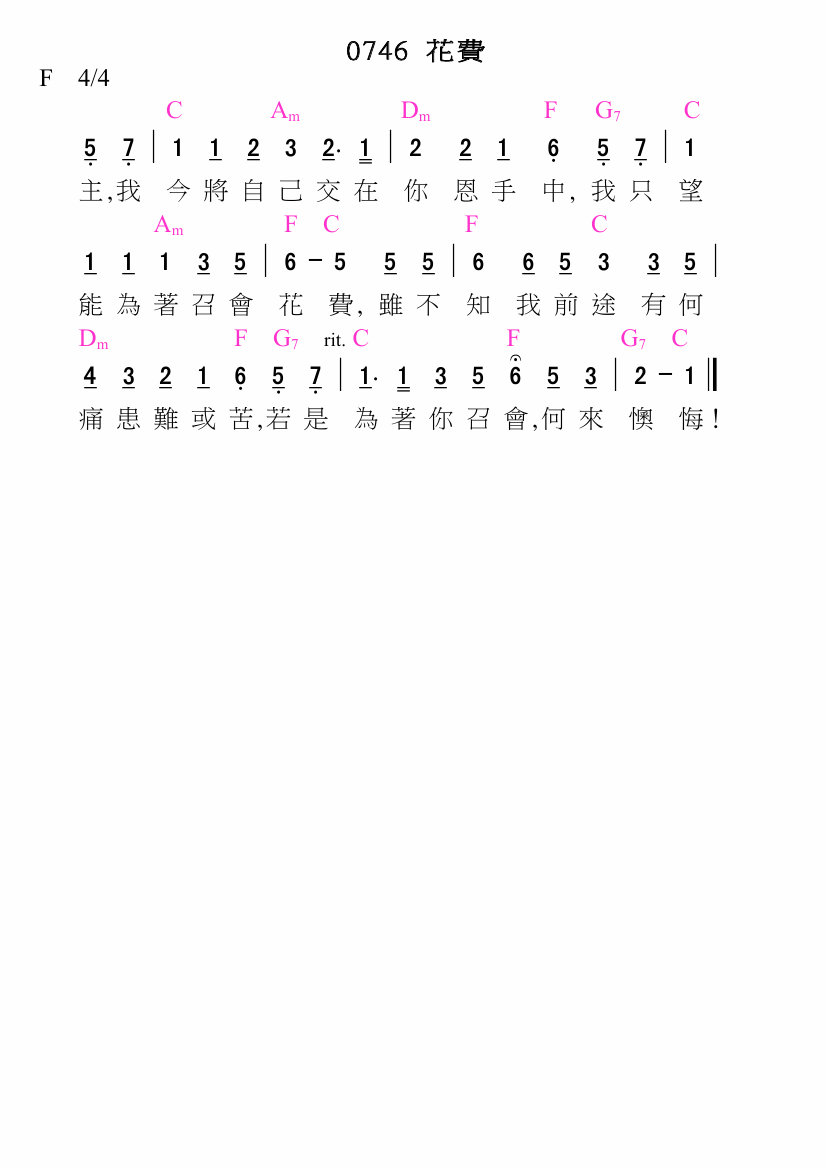 0746 花費
F 4/4
C Am Dm F G7 C
5 7 | 1 1 2 3 2. 1 | 2 2 1 6 5 7 | 1
主,我 今將自己交在 你 恩手 中,我只 望
Am F C F C
1 1 1 3 5 | 6 - 5 5 5 | 6 6 5 3 3 5 |
能為著召會 花 費,雖不 知 我前途 有何
Dm F G7 rit. C F G7 C
4 3 2 1 6 5 7 | 1. 1 3 5 6 5 3 | 2 - 1 ||
痛患難或苦,若是 為著你召會,何來 懊 悔!